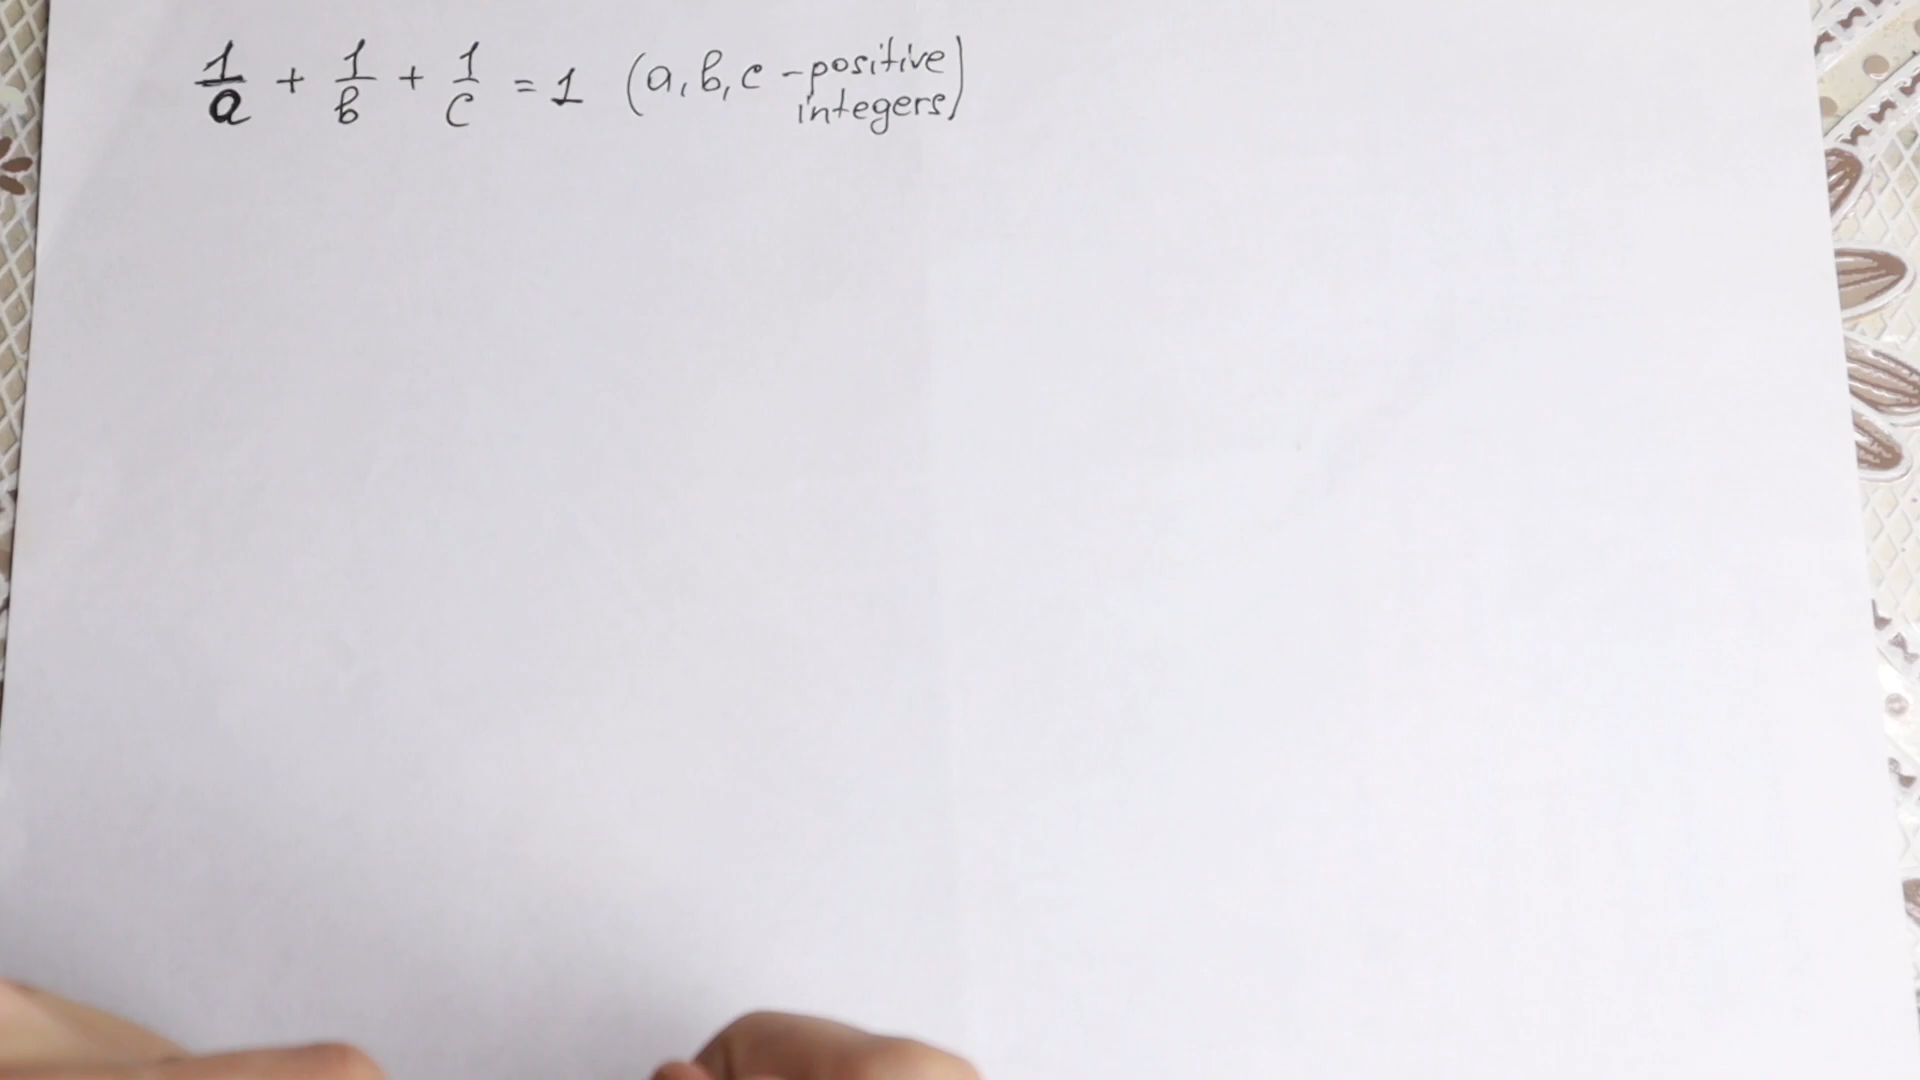 1/a + 1/b + 1/c = 1 (a, b, c - positive
integers)